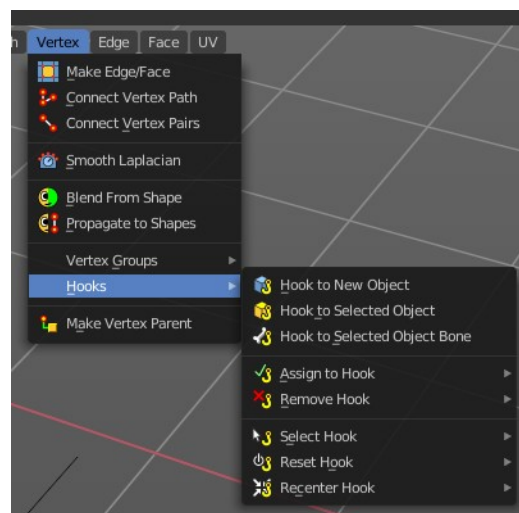 h Vertex Edge Face UV
Make Edge/Face
Connect Vertex Path
Connect Vertex Pairs
Smooth Laplacian
Blend From Shape
Propagate to Shapes
Vertex Groups
Hooks
Make Vertex Parent
Hook to New Object
Hook to Selected Object
Hook to Selected Object Bone
Assign to Hook
Remove Hook
Select Hook
Reset Hook
Recenter Hook